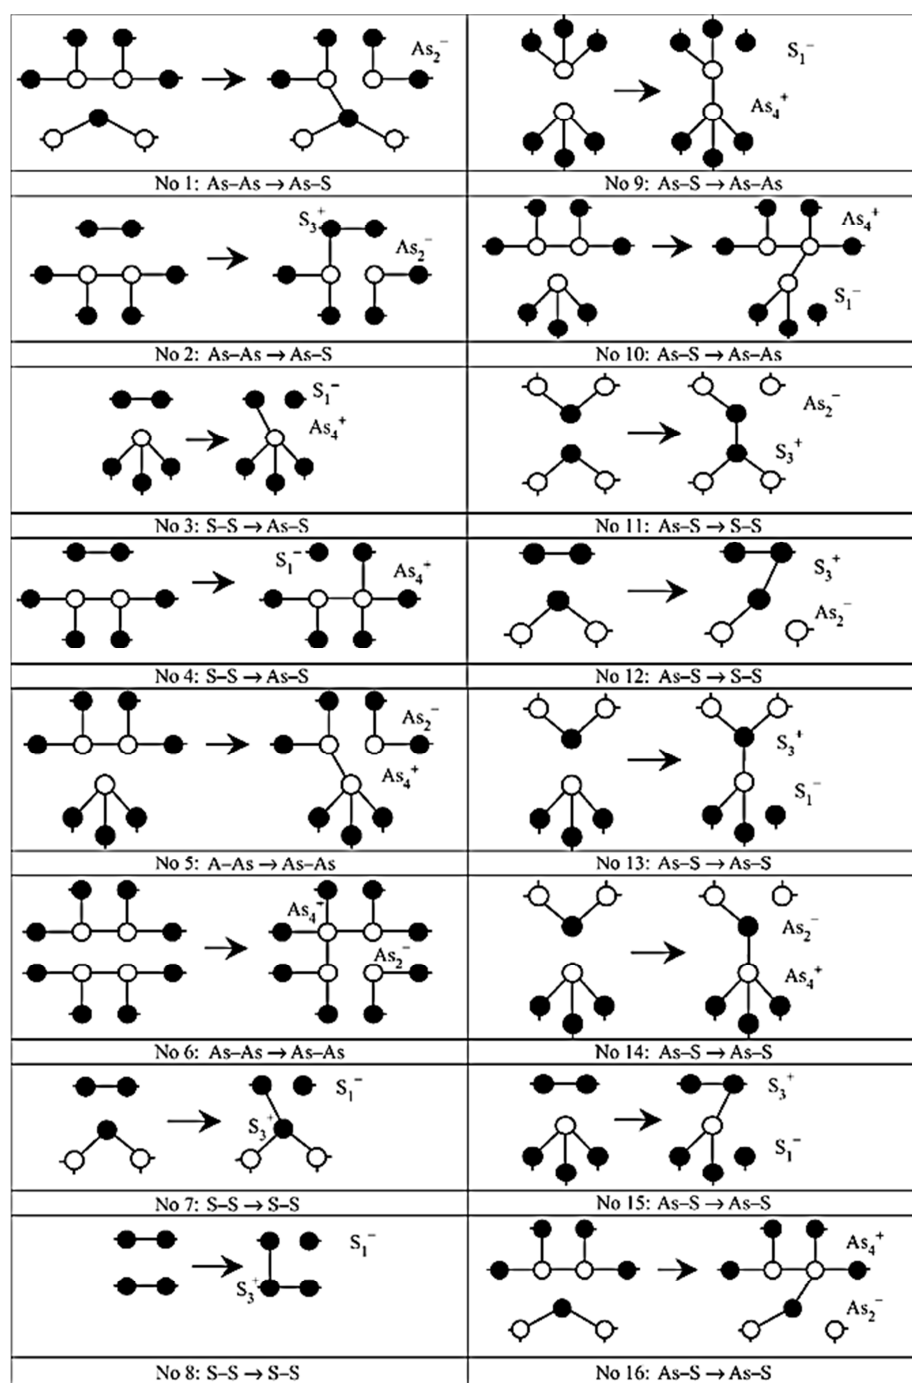 As₂⁻
No 1: As–As → As–S
S₃⁺
As₂⁻
No 2: As–As → As–S
S₁⁻
As₄⁺
No 3: S–S → As–S
S₁⁻
As₄⁺
No 4: S–S → As–S
As₂⁻
As₄⁺
No 5: A–As → As–As
As₄⁺
As₂⁻
No 6: As–As → As–As
S₁⁻
S₃⁺
No 7: S–S → S–S
S₁⁻
S₃⁺
No 8: S–S → S–S
S₁⁻
As₄⁺
No 9: As–S → As–As
As₄⁺
S₁⁻
No 10: As–S → As–As
As₂⁻
S₃⁺
No 11: As–S → S–S
S₃⁺
As₂⁻
No 12: As–S → S–S
S₃⁺
S₁⁻
No 13: As–S → As–S
As₂⁻
As₄⁺
No 14: As–S → As–S
S₃⁺
S₁⁻
No 15: As–S → As–S
As₄⁺
As₂⁻
No 16: As–S → As–S